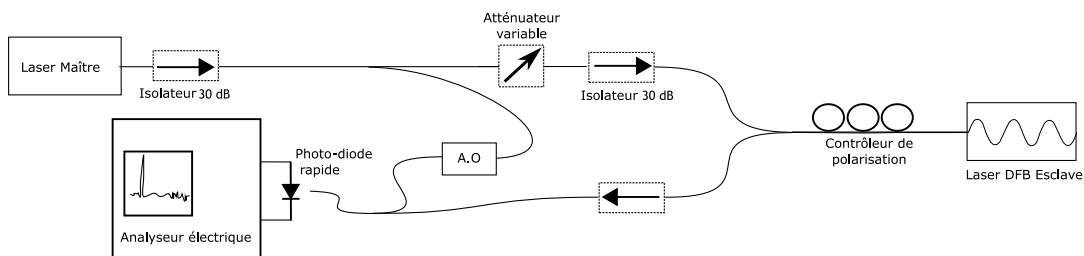 Atténuateur
variable
Laser Maître
Isolateur 30 dB
Isolateur 30 dB
Photo-diode
rapide
A.O
Contrôleur de
polarisation
Laser DFB Esclave
Analyseur électrique